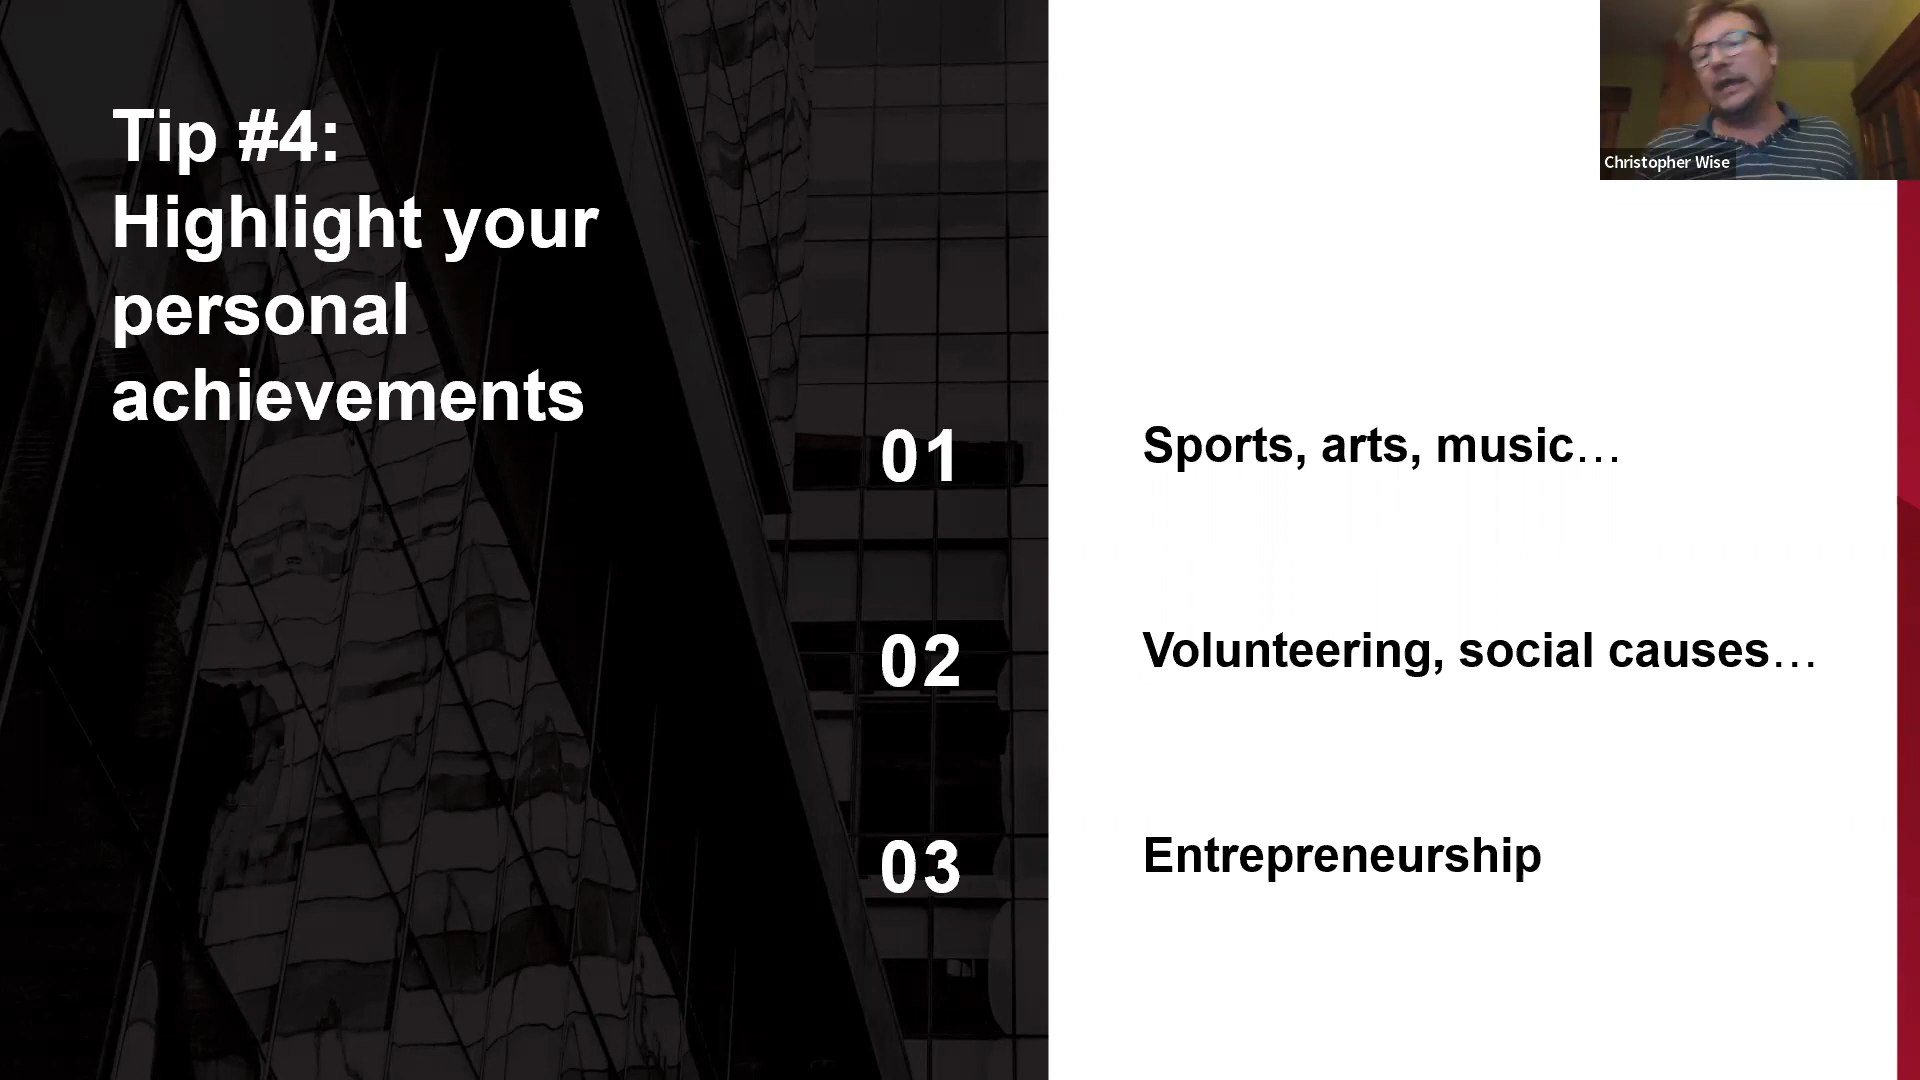 Tip #4:
Highlight your
personal
achievements
01
Sports, arts, music…
02
Volunteering, social causes…
03
Entrepreneurship
Christopher Wise